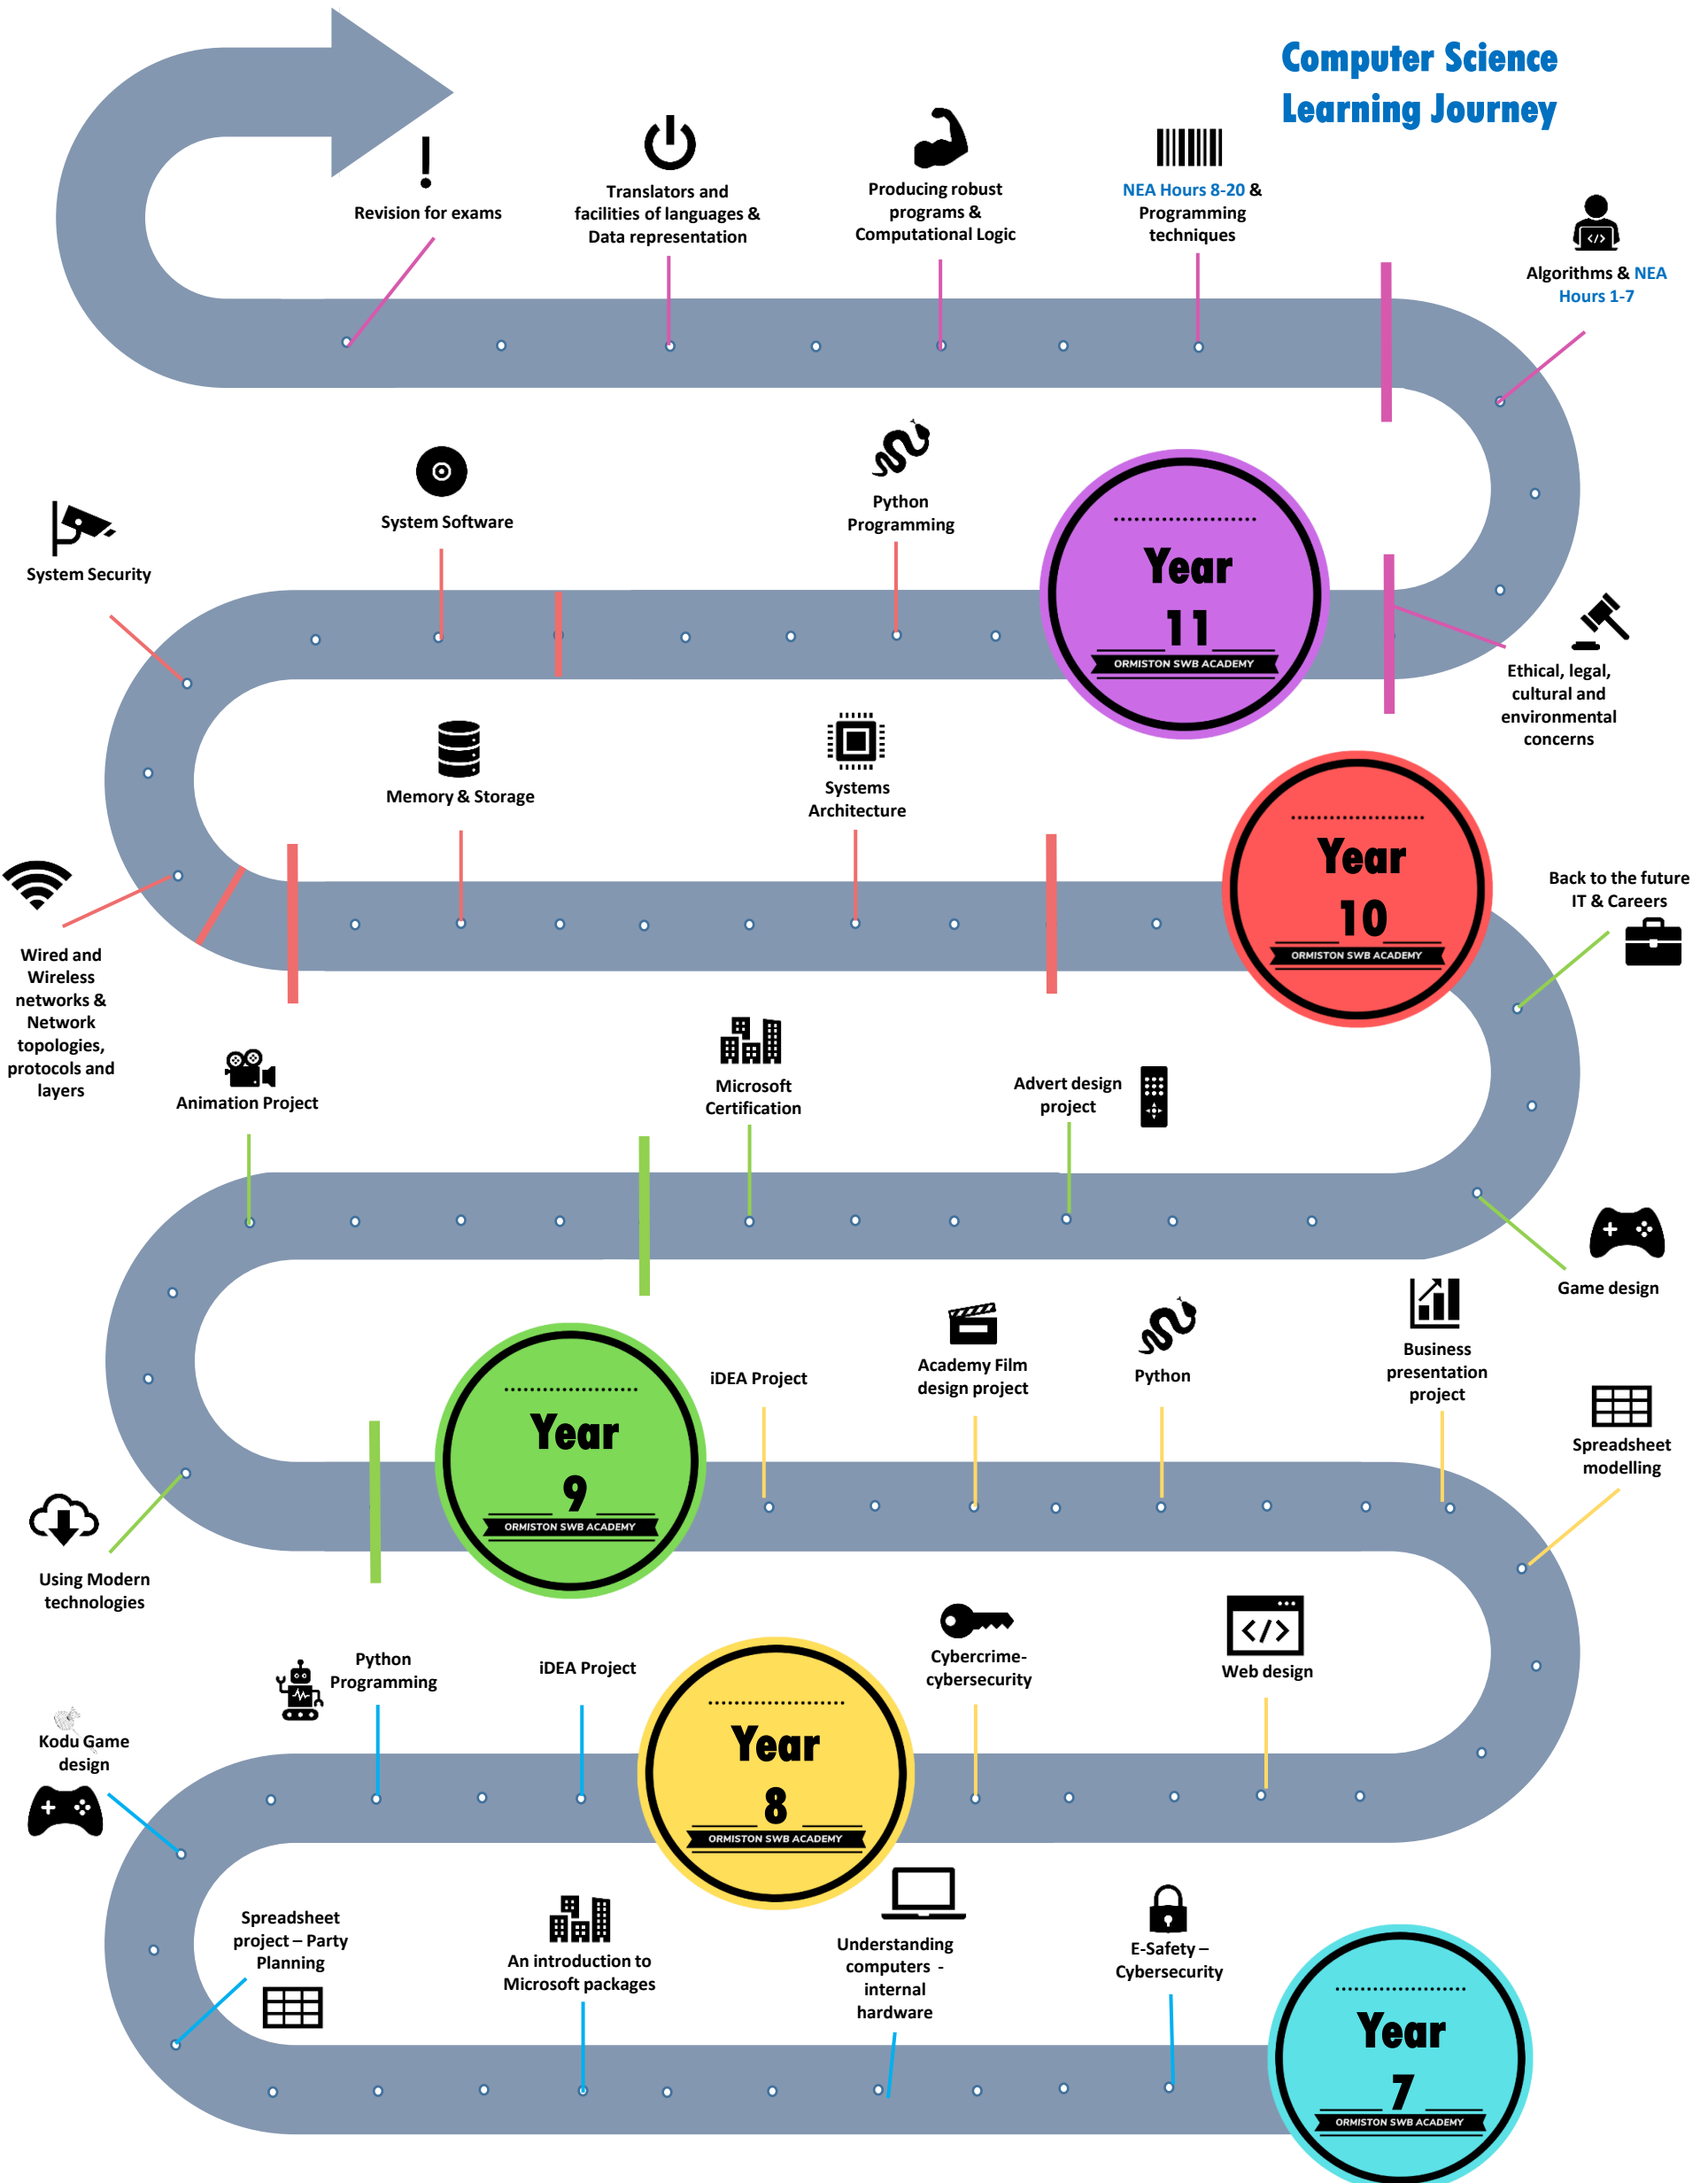 Computer Science
Learning Journey
Revision for exams
Translators and
facilities of languages &
Data representation
Producing robust
programs &
Computational Logic
NEA Hours 8-20 &
Programming
techniques
Algorithms & NEA
Hours 1-7
System Security
System Software
Python
Programming
Year
11
ORMISTON SWB ACADEMY
Ethical, legal,
cultural and
environmental
concerns
Memory & Storage
Systems
Architecture
Year
10
ORMISTON SWB ACADEMY
Back to the future
IT & Careers
Wired and
Wireless
networks &
Network
topologies,
protocols and
layers
Animation Project
Microsoft
Certification
Advert design
project
Game design
Using Modern
technologies
Year
9
ORMISTON SWB ACADEMY
iDEA Project
Academy Film
design project
Python
Business
presentation
project
Spreadsheet
modelling
Kodu Game
design
Python
Programming
iDEA Project
Year
8
ORMISTON SWB ACADEMY
Cybercrime-
cybersecurity
</>
Web design
Spreadsheet
project – Party
Planning
An introduction to
Microsoft packages
Understanding
computers -
internal
hardware
E-Safety –
Cybersecurity
Year
7
ORMISTON SWB ACADEMY